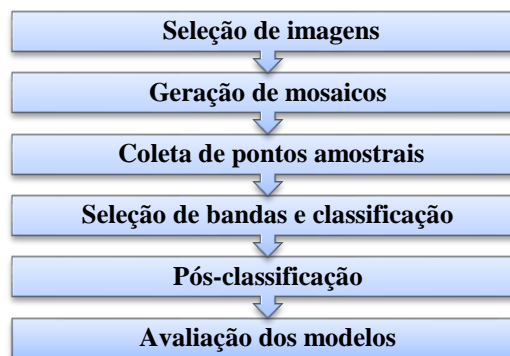 Seleção de imagens
Geração de mosaicos
Coleta de pontos amostrais
Seleção de bandas e classificação
Pós-classificação
Avaliação dos modelos